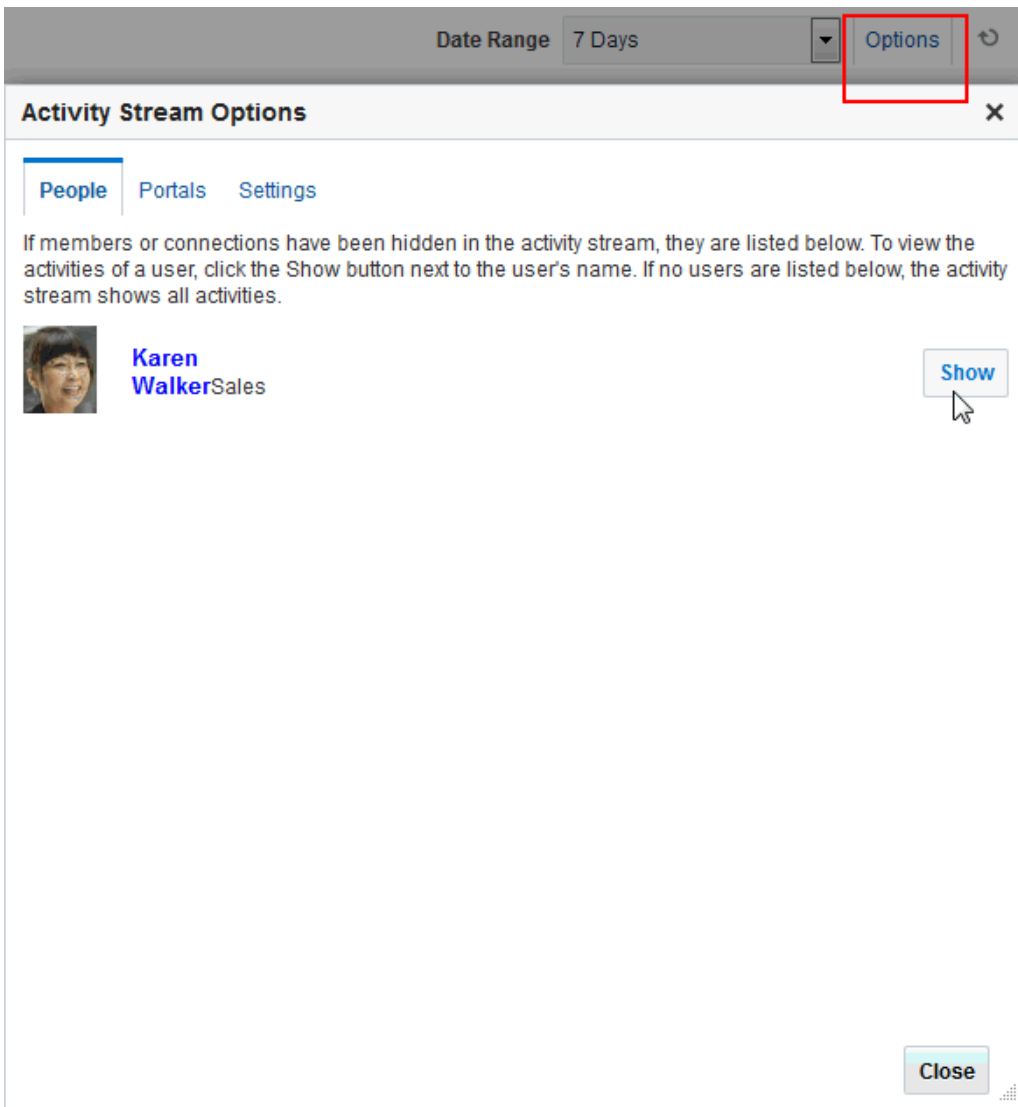 Date Range 7 Days Options
Activity Stream Options
People Portals Settings
If members or connections have been hidden in the activity stream, they are listed below. To view the
activities of a user, click the Show button next to the user's name. If no users are listed below, the activity
stream shows all activities.
Karen
WalkerSales
Show
Close